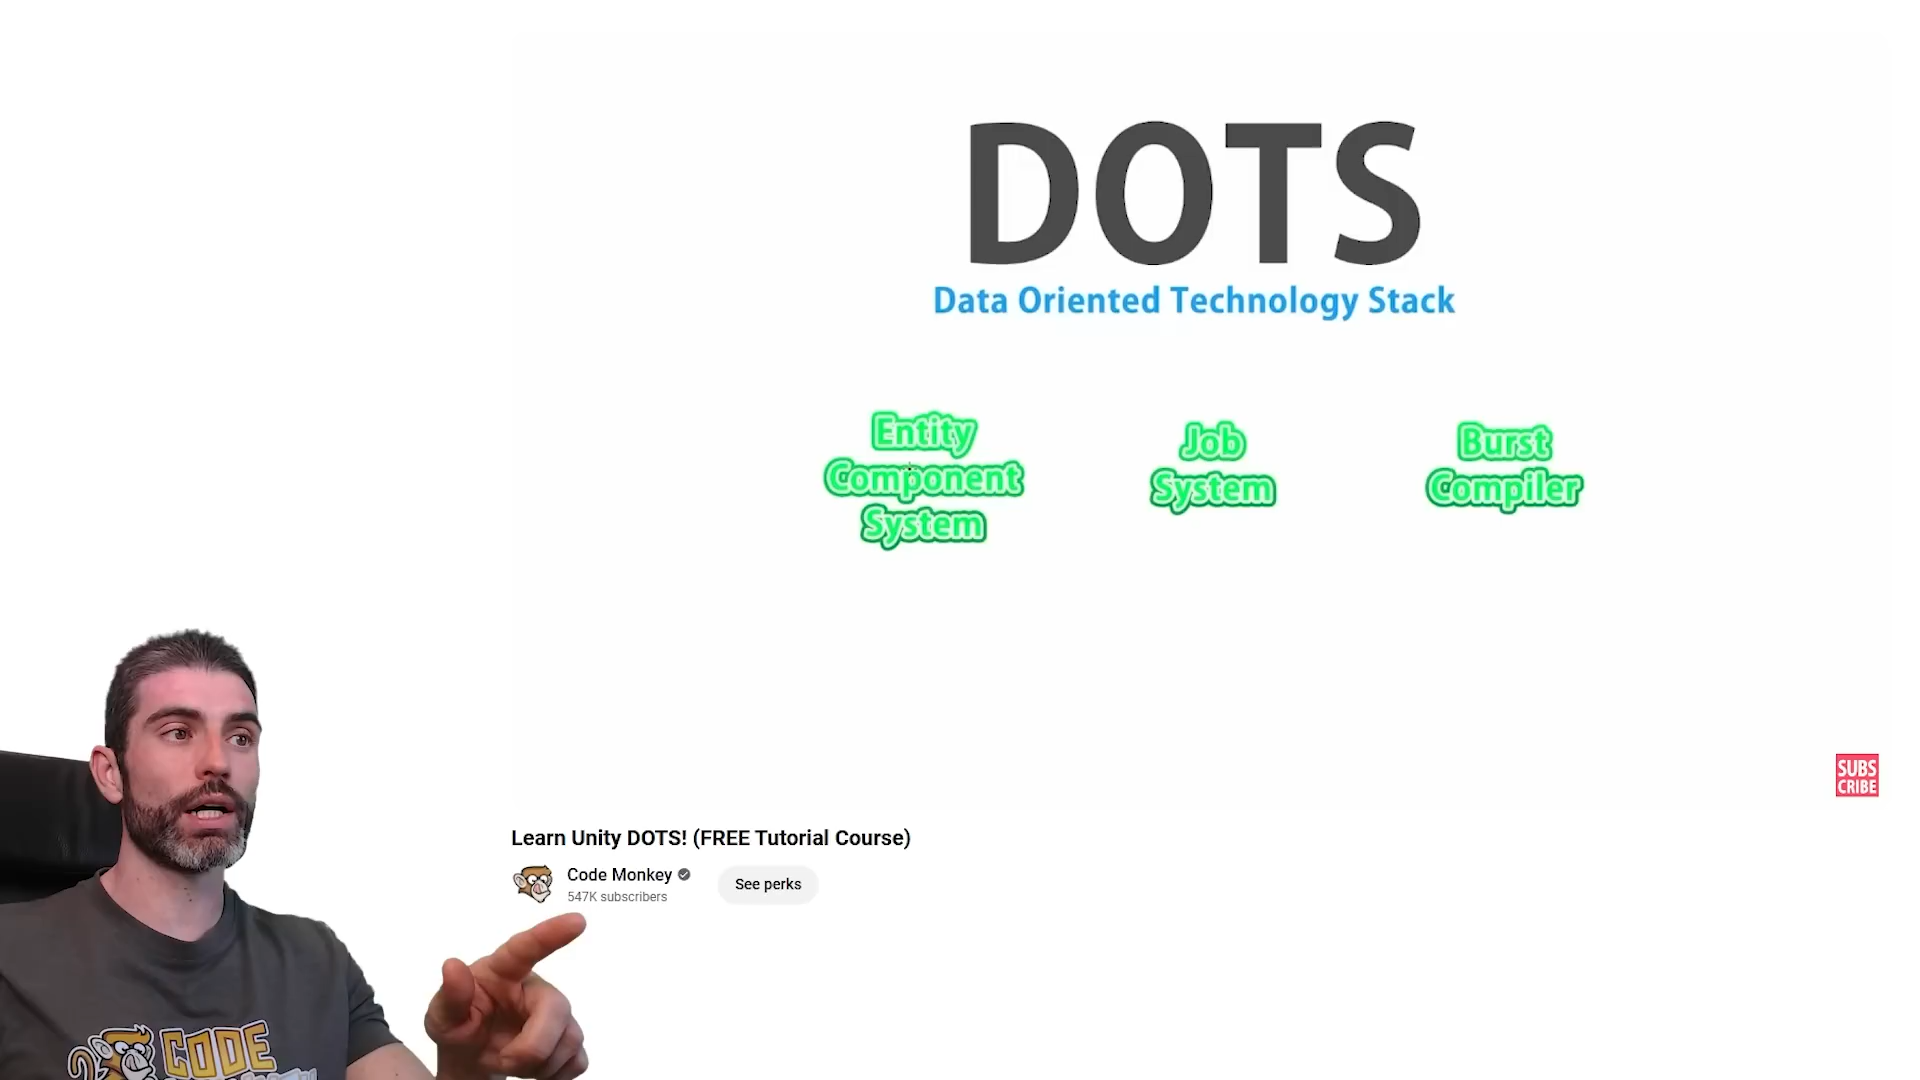 DOTS
Data Oriented Technology Stack
Entity
Component
System
Job
System
Burst
Compiler
SUBS
CRIBE
Learn Unity DOTS! (FREE Tutorial Course)
Code Monkey
547K subscribers
See perks
CODE